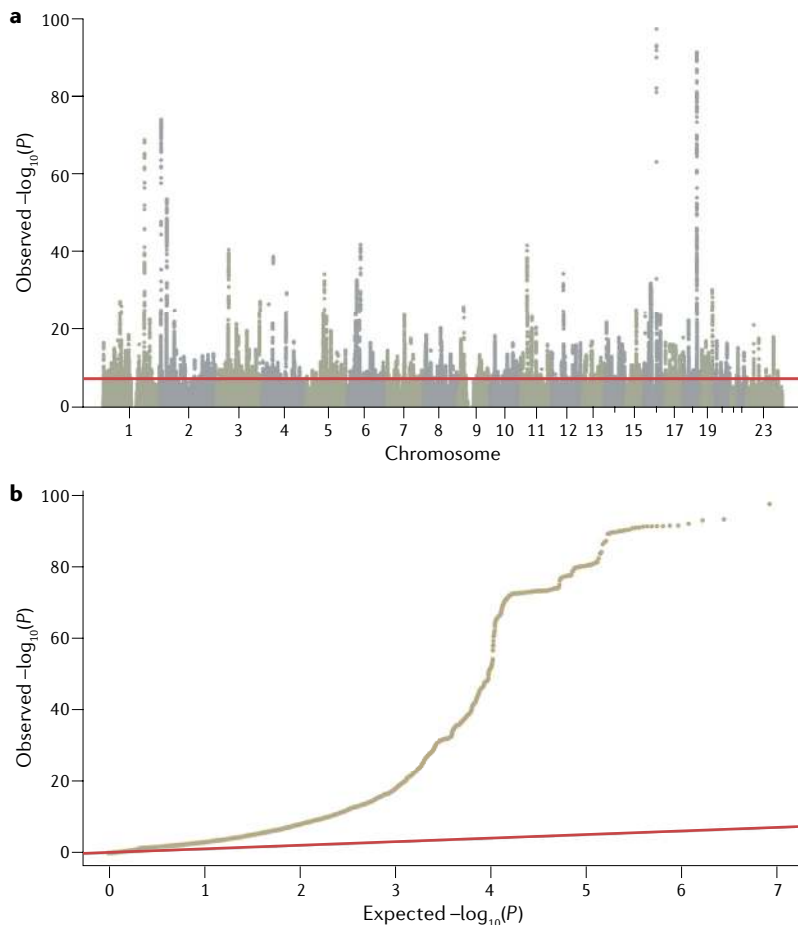 a
100
80
60
40
20
0
Observed –log₁₀(P)
1 2 3 4 5 6 7 8 9 10 11 12 13 15 17 19 23
Chromosome
b
100
80
60
40
20
0
Observed –log₁₀(P)
0 1 2 3 4 5 6 7
Expected –log₁₀(P)